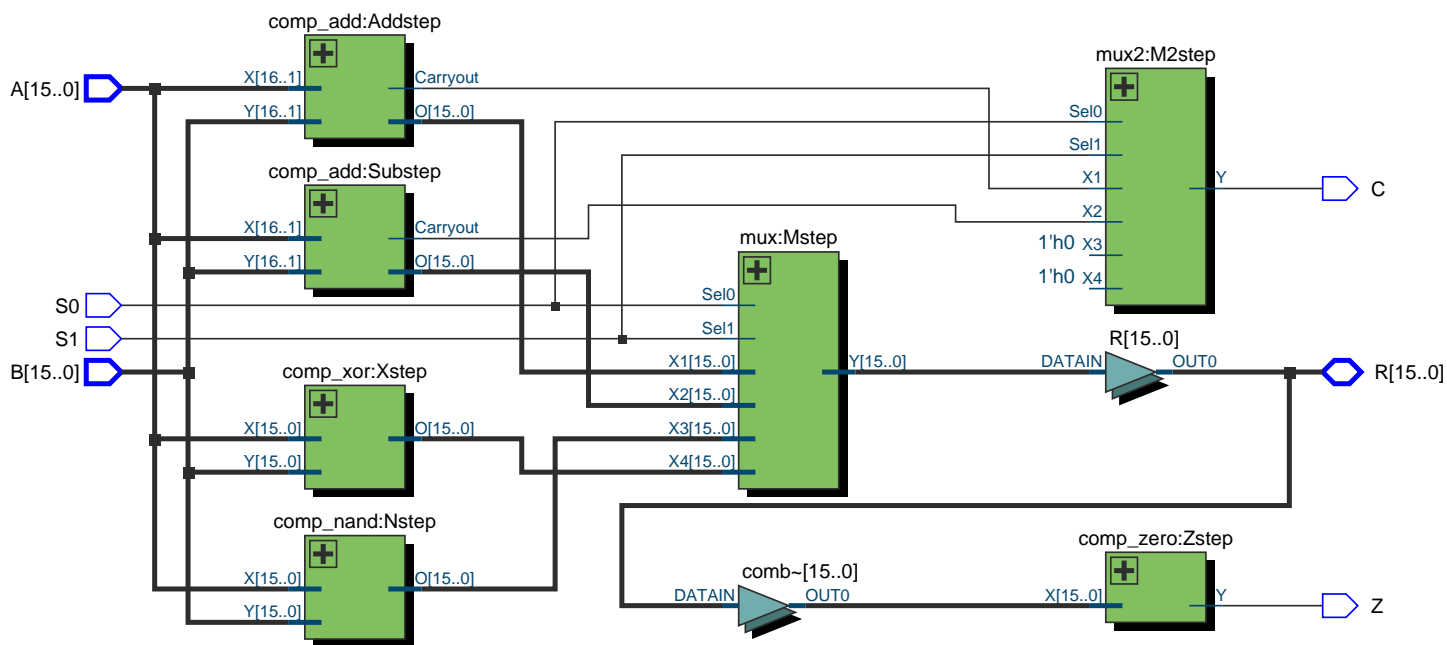 comp_add:Addstep
A[15..0]
X[16..1]
Y[16..1]
Carryout
O[15..0]
comp_add:Substep
X[16..1]
Y[16..1]
Carryout
O[15..0]
S0
S1
B[15..0]
comp_xor:Xstep
X[15..0]
Y[15..0]
O[15..0]
comp_nand:Nstep
X[15..0]
Y[15..0]
O[15..0]
mux:Mstep
Sel0
Sel1
X1[15..0]
X2[15..0]
X3[15..0]
X4[15..0]
Y[15..0]
mux2:M2step
Sel0
Sel1
X1
X2
1'h0 X3
1'h0 X4
Y
C
R[15..0]
DATAIN
OUT0
R[15..0]
comb~[15..0]
DATAIN
OUT0
comp_zero:Zstep
X[15..0]
Y
Z